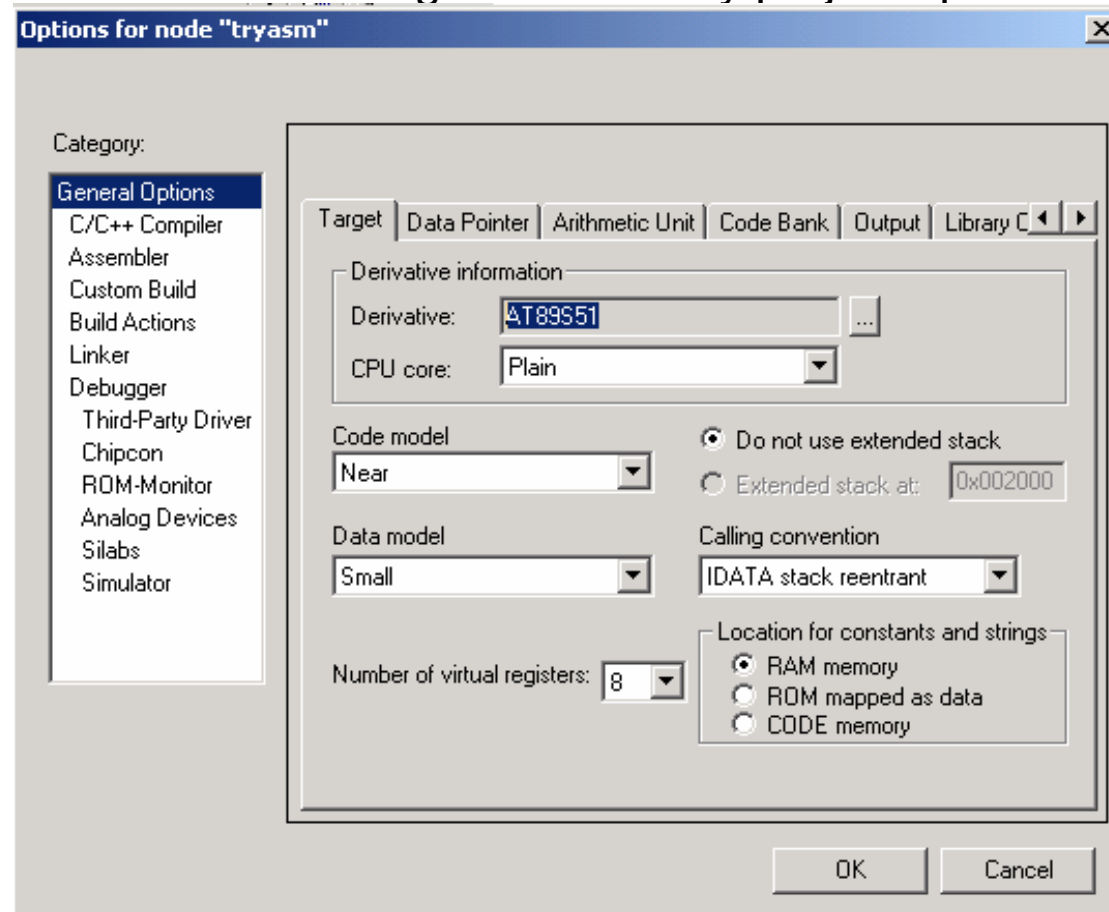 Options for node "tryasm"
Category:
General Options
C/C++ Compiler
Assembler
Custom Build
Build Actions
Linker
Debugger
Third-Party Driver
Chipcon
ROM-Monitor
Analog Devices
Silabs
Simulator
Target Data Pointer Arithmetic Unit Code Bank Output Library
Derivative information
Derivative: AT89S51 ...
CPU core: Plain
Code model
Near
Do not use extended stack
Extended stack at: 0x002000
Data model
Small
Calling convention
IDATA stack reentrant
Number of virtual registers: 8
Location for constants and strings
RAM memory
ROM mapped as data
CODE memory
OK Cancel